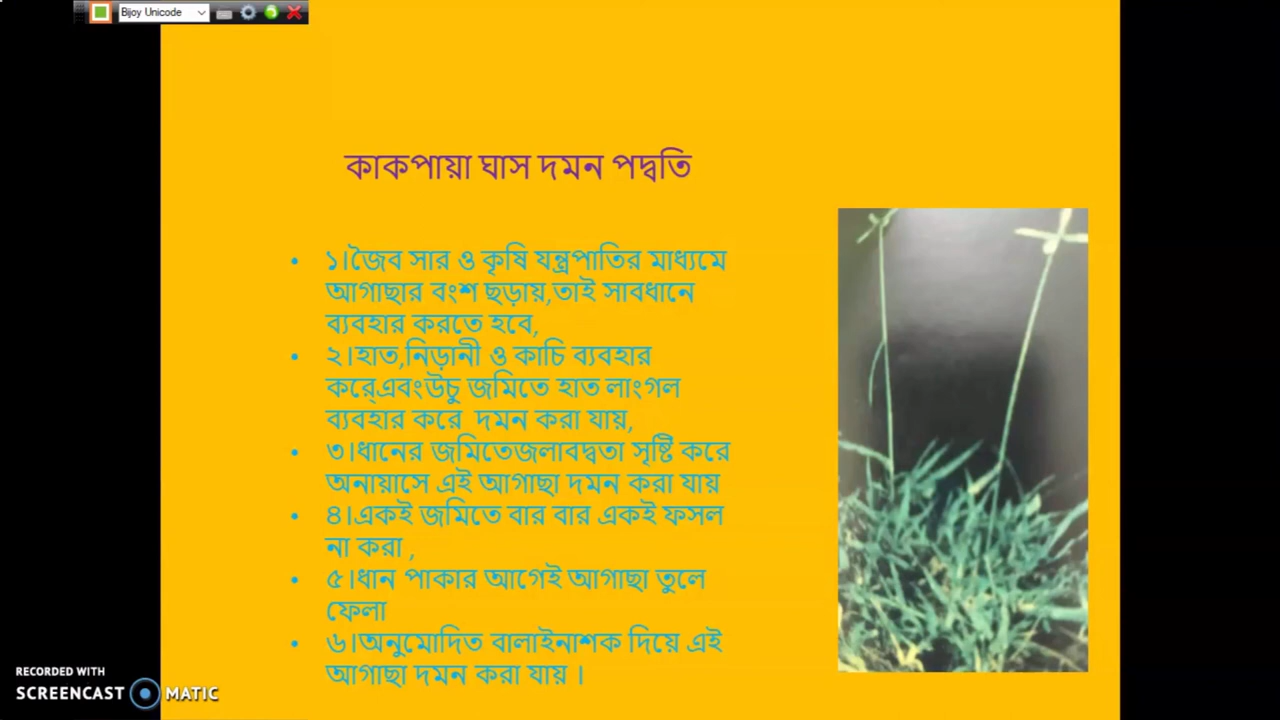 Bijoy Unicode
কাকপায়া ঘাস দমন পদ্বতি
• ১।জৈব সার ও কৃষি যন্ত্রপাতির মাধ্যমে
আগাছার বংশ ছড়ায়,তাই সাবধানে
ব্যবহার করতে হবে,
• ২।হাত,নিড়ানী ও কাচি ব্যবহার
করে্এবংউচু জমিতে হাত লাংগল
ব্যবহার করে দমন করা যায়,
• ৩।ধানের জমিতেজলাবদ্বতা সৃষ্টি করে
অনায়াসে এই আগাছা দমন করা যায়
• ৪।একই জমিতে বার বার একই ফসল
না করা ,
• ৫।ধান পাকার আগেই আগাছা তুলে
ফেলা
• ৬।অনুমোদিত বালাইনাশক দিয়ে এই
আগাছা দমন করা যায় ।
RECORDED WITH
SCREENCAST MATIC